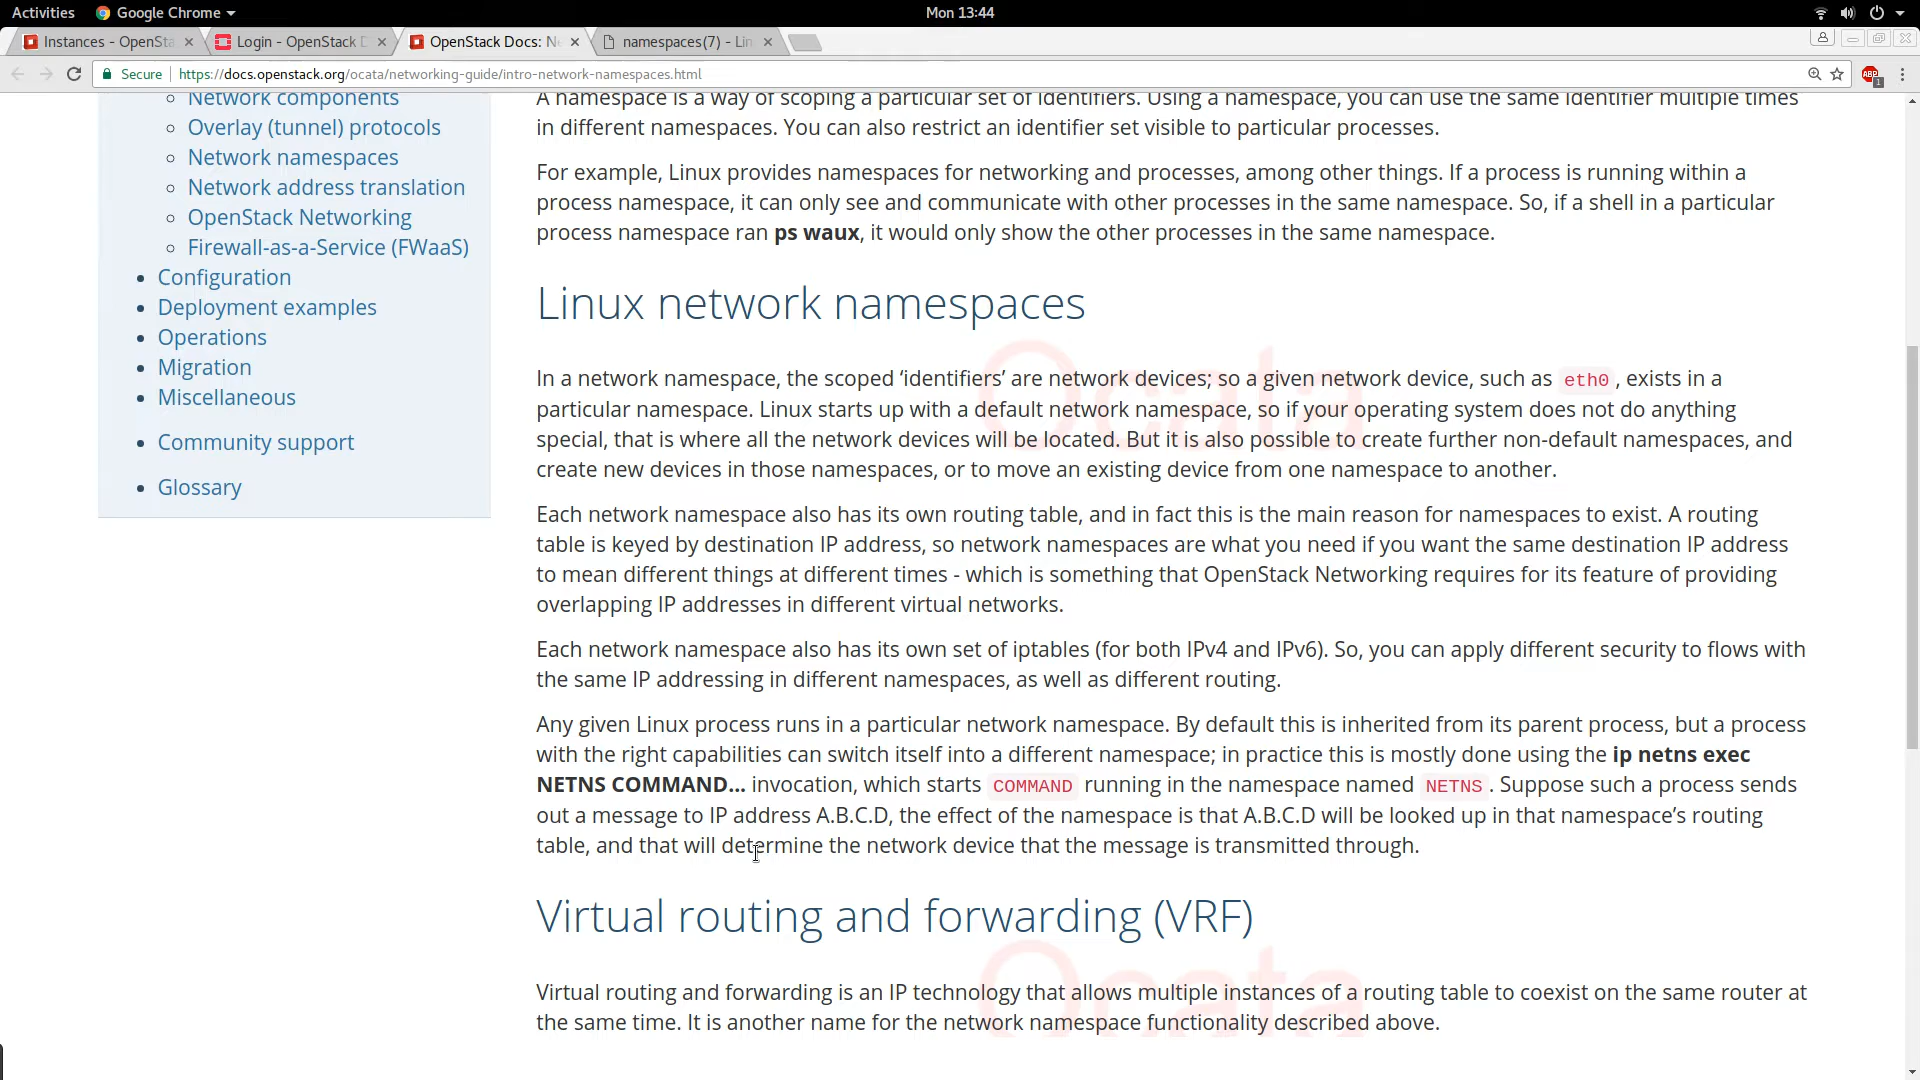 Activities
Google Chrome
Mon 13:44
Instances - OpenSta
Login - OpenStack D
OpenStack Docs: Ne
namespaces(7) - Lin
Secure
https://docs.openstack.org/ocata/networking-guide/intro-network-namespaces.html
ABP
1
Network components
Overlay (tunnel) protocols
Network namespaces
Network address translation
OpenStack Networking
Firewall-as-a-Service (FWaaS)
Configuration
Deployment examples
Operations
Migration
Miscellaneous
Community support
Glossary
A namespace is a way of scoping a particular set of identifiers. Using a namespace, you can use the same identifier multiple times
in different namespaces. You can also restrict an identifier set visible to particular processes.
For example, Linux provides namespaces for networking and processes, among other things. If a process is running within a
process namespace, it can only see and communicate with other processes in the same namespace. So, if a shell in a particular
process namespace ran ps waux, it would only show the other processes in the same namespace.
Linux network namespaces
Ocata
In a network namespace, the scoped ‘identifiers’ are network devices; so a given network device, such as eth0, exists in a
particular namespace. Linux starts up with a default network namespace, so if your operating system does not do anything
special, that is where all the network devices will be located. But it is also possible to create further non-default namespaces, and
create new devices in those namespaces, or to move an existing device from one namespace to another.
Each network namespace also has its own routing table, and in fact this is the main reason for namespaces to exist. A routing
table is keyed by destination IP address, so network namespaces are what you need if you want the same destination IP address
to mean different things at different times - which is something that OpenStack Networking requires for its feature of providing
overlapping IP addresses in different virtual networks.
Each network namespace also has its own set of iptables (for both IPv4 and IPv6). So, you can apply different security to flows with
the same IP addressing in different namespaces, as well as different routing.
Any given Linux process runs in a particular network namespace. By default this is inherited from its parent process, but a process
with the right capabilities can switch itself into a different namespace; in practice this is mostly done using the ip netns exec
NETNS COMMAND... invocation, which starts COMMAND running in the namespace named NETNS. Suppose such a process sends
out a message to IP address A.B.C.D, the effect of the namespace is that A.B.C.D will be looked up in that namespace’s routing
table, and that will determine the network device that the message is transmitted through.
Virtual routing and forwarding (VRF)
Ocata
Virtual routing and forwarding is an IP technology that allows multiple instances of a routing table to coexist on the same router at
the same time. It is another name for the network namespace functionality described above.